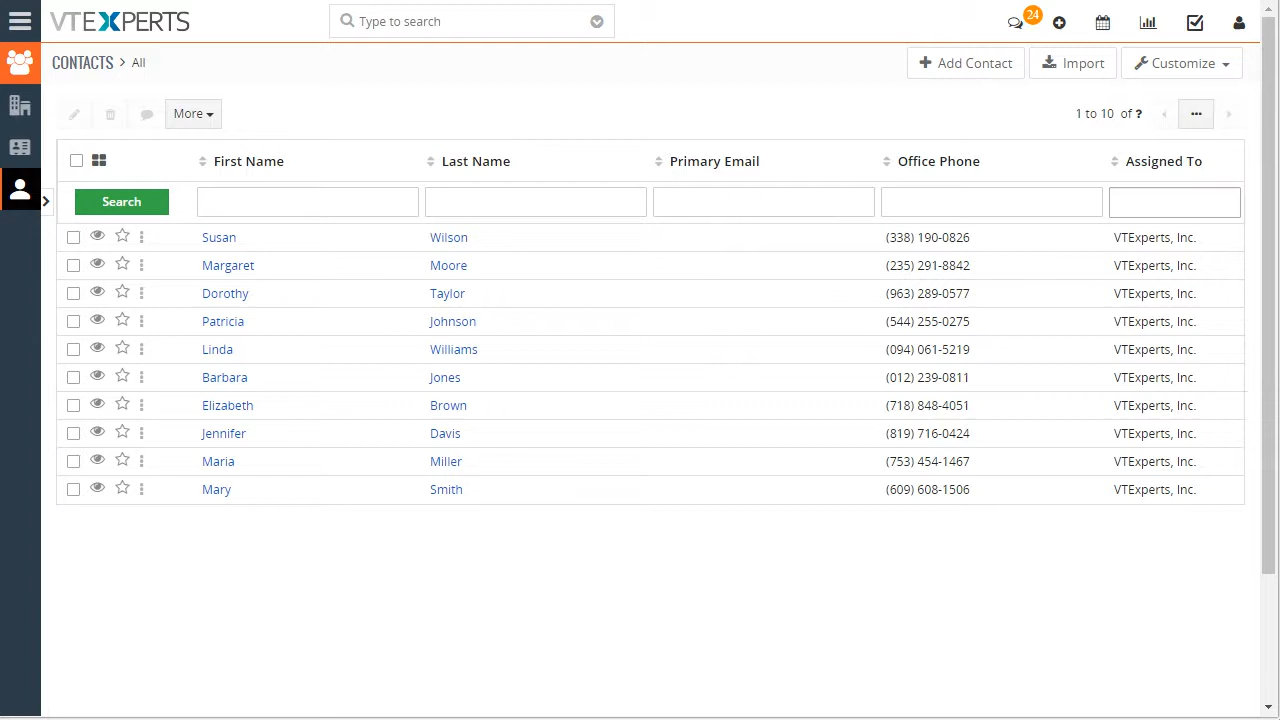 VTEXPERTS Type to search 24
CONTACTS > All Add Contact Import Customize
More 1 to 10 of ? ...
First Name Last Name Primary Email Office Phone Assigned To
Search
Susan Wilson (338) 190-0826 VTExperts, Inc.
Margaret Moore (235) 291-8842 VTExperts, Inc.
Dorothy Taylor (963) 289-0577 VTExperts, Inc.
Patricia Johnson (544) 255-0275 VTExperts, Inc.
Linda Williams (094) 061-5219 VTExperts, Inc.
Barbara Jones (012) 239-0811 VTExperts, Inc.
Elizabeth Brown (718) 848-4051 VTExperts, Inc.
Jennifer Davis (819) 716-0424 VTExperts, Inc.
Maria Miller (753) 454-1467 VTExperts, Inc.
Mary Smith (609) 608-1506 VTExperts, Inc.